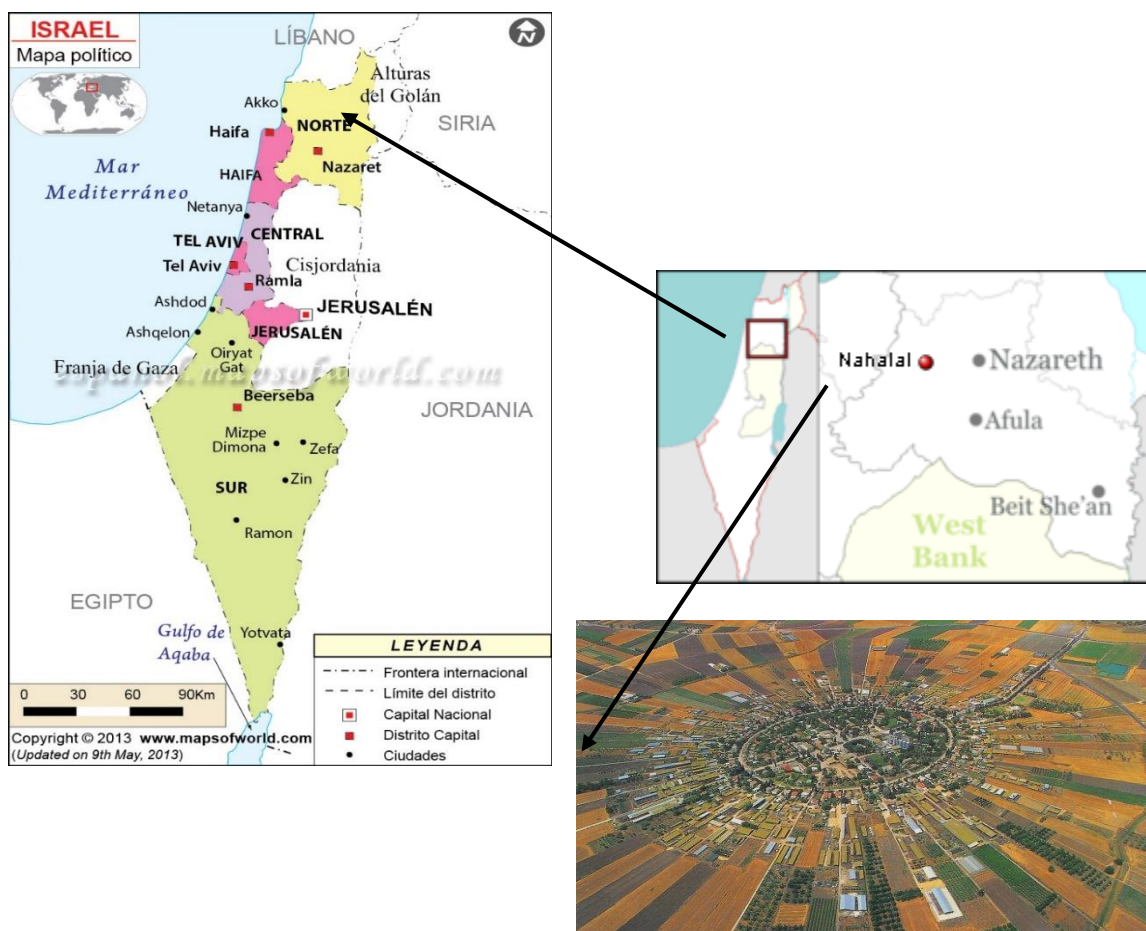 ISRAEL
Mapa político
LÍBANO
N
Alturas
del Golán
SIRIA
Akko
Haifa
NORTE
Nazaret
HAIFA
Mar
Mediterráneo
Netanya
CENTRAL
TEL AVIV
Tel Aviv
Cisjordania
Ramla
Ashdod
JERUSALÉN
JERUSALÉN
Ashqelon
Oiryat
Gat
Franja de Gaza
español.mapsofworld.com
Beerseba
JORDANIA
Mizpe
Dimona
Zefa
Zin
SUR
Ramon
EGIPTO
Gulfo de
Aqaba
Yotvata
LEYENDA
Frontera internacional
Límite del distrito
Capital Nacional
Distrito Capital
Ciudades
0 30 60 90Km
Copyright © 2013 www.mapsofworld.com
(Updated on 9th May, 2013)
Nahalal
Nazareth
Afula
Beit She'an
West
Bank